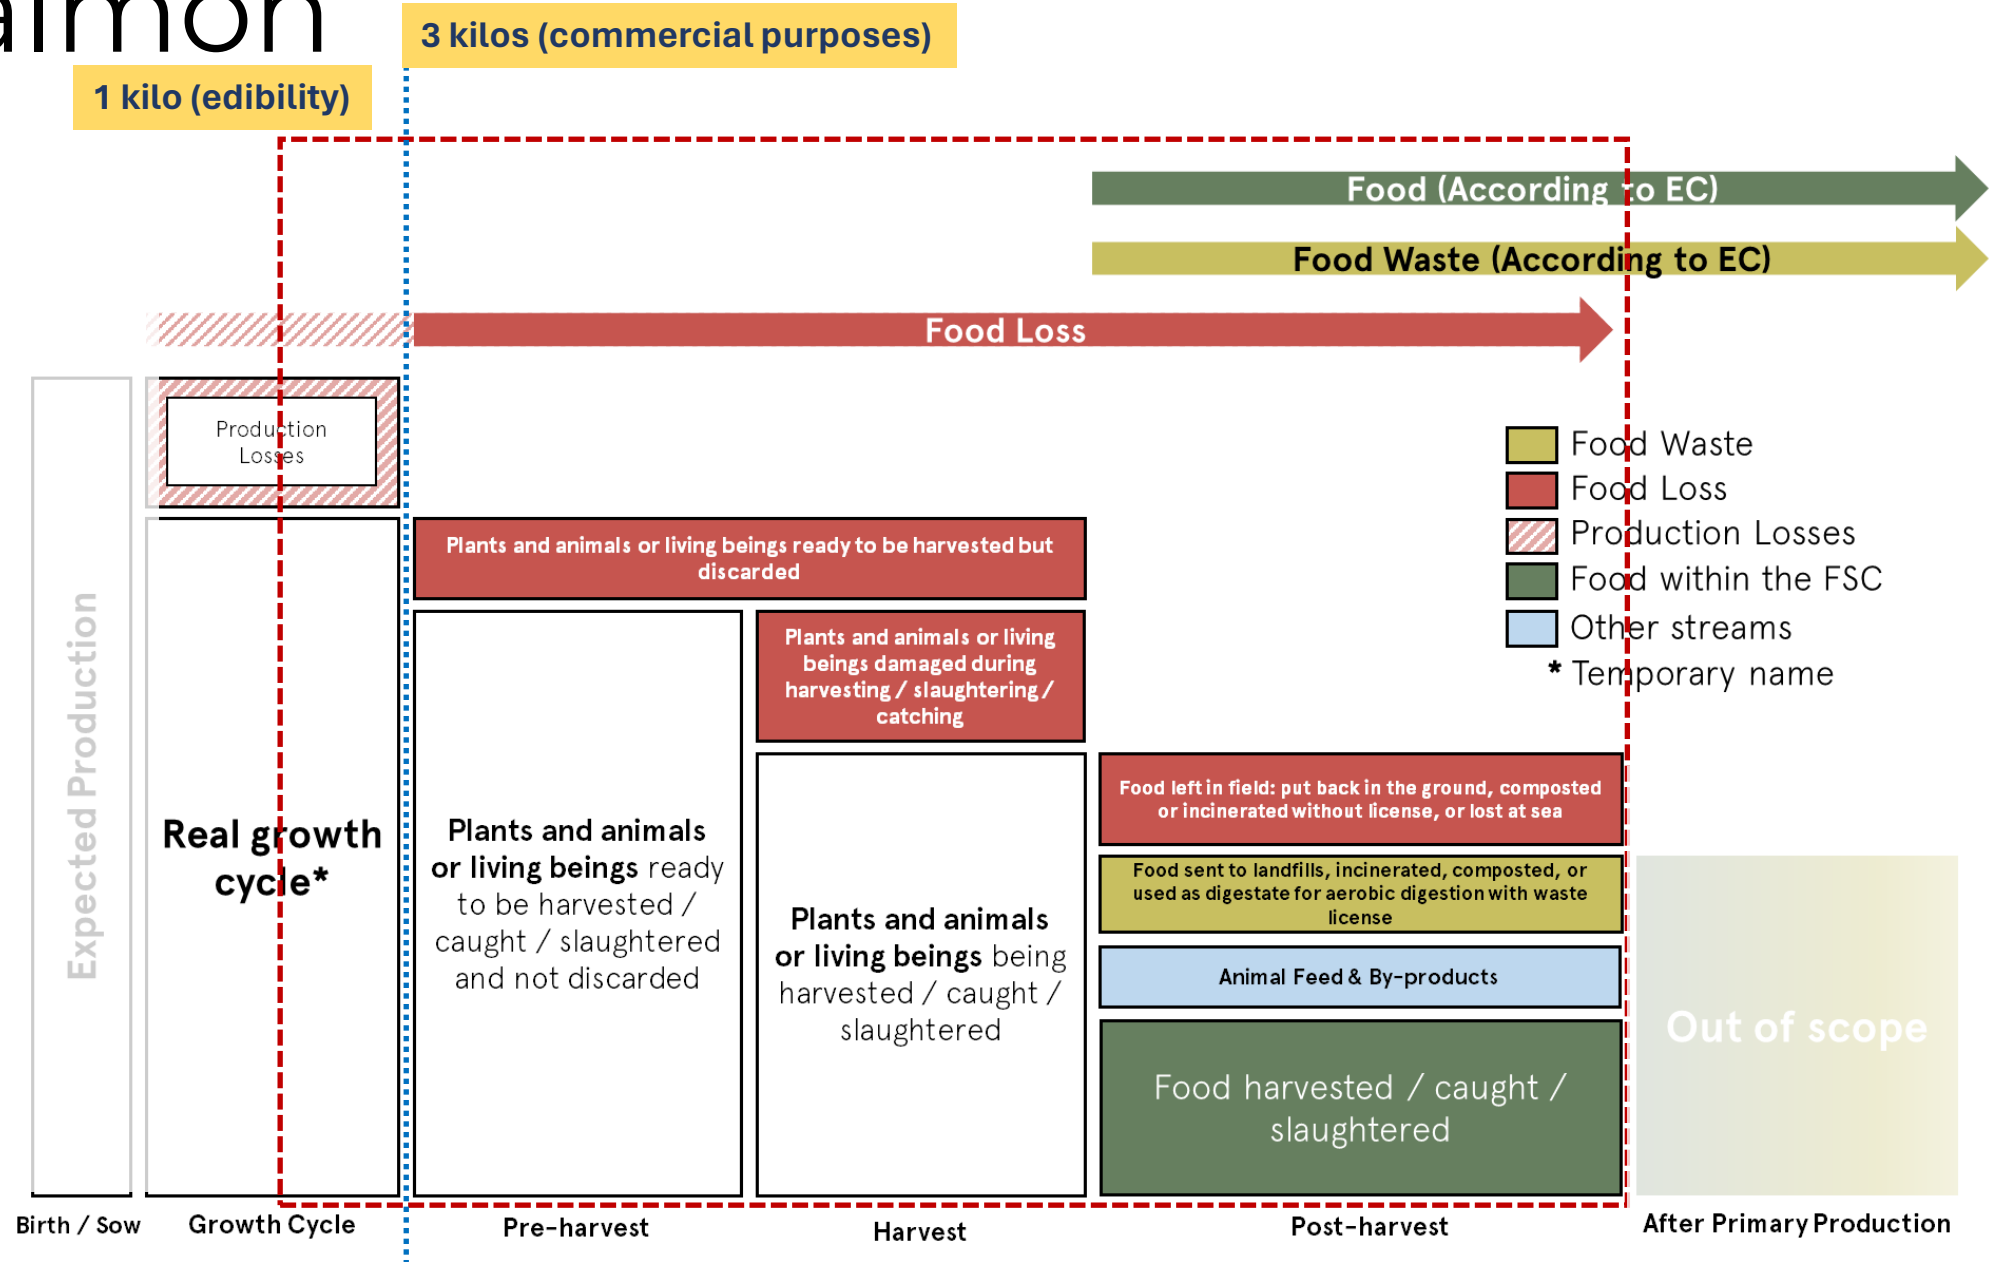 almon
3 kilos (commercial purposes)
1 kilo (edibility)
Food (According to EC)
Food Waste (According to EC)
Food Loss
Production
Losses
Food Waste
Food Loss
Production Losses
Food within the FSC
Other streams
* Temporary name
Expected Production
Real growth
cycle*
Plants and animals or living beings ready to be harvested but
discarded
Plants and animals
or living beings ready
to be harvested /
caught / slaughtered
and not discarded
Plants and animals or living
beings damaged during
harvesting / slaughtering /
catching
Plants and animals
or living beings being
harvested / caught /
slaughtered
Food left in field: put back in the ground, composted
or incinerated without license, or lost at sea
Food sent to landfills, incinerated, composted, or
used as digestate for aerobic digestion with waste
license
Animal Feed & By-products
Food harvested / caught /
slaughtered
Out of scope
Birth / Sow
Growth Cycle
Pre-harvest
Harvest
Post-harvest
After Primary Production